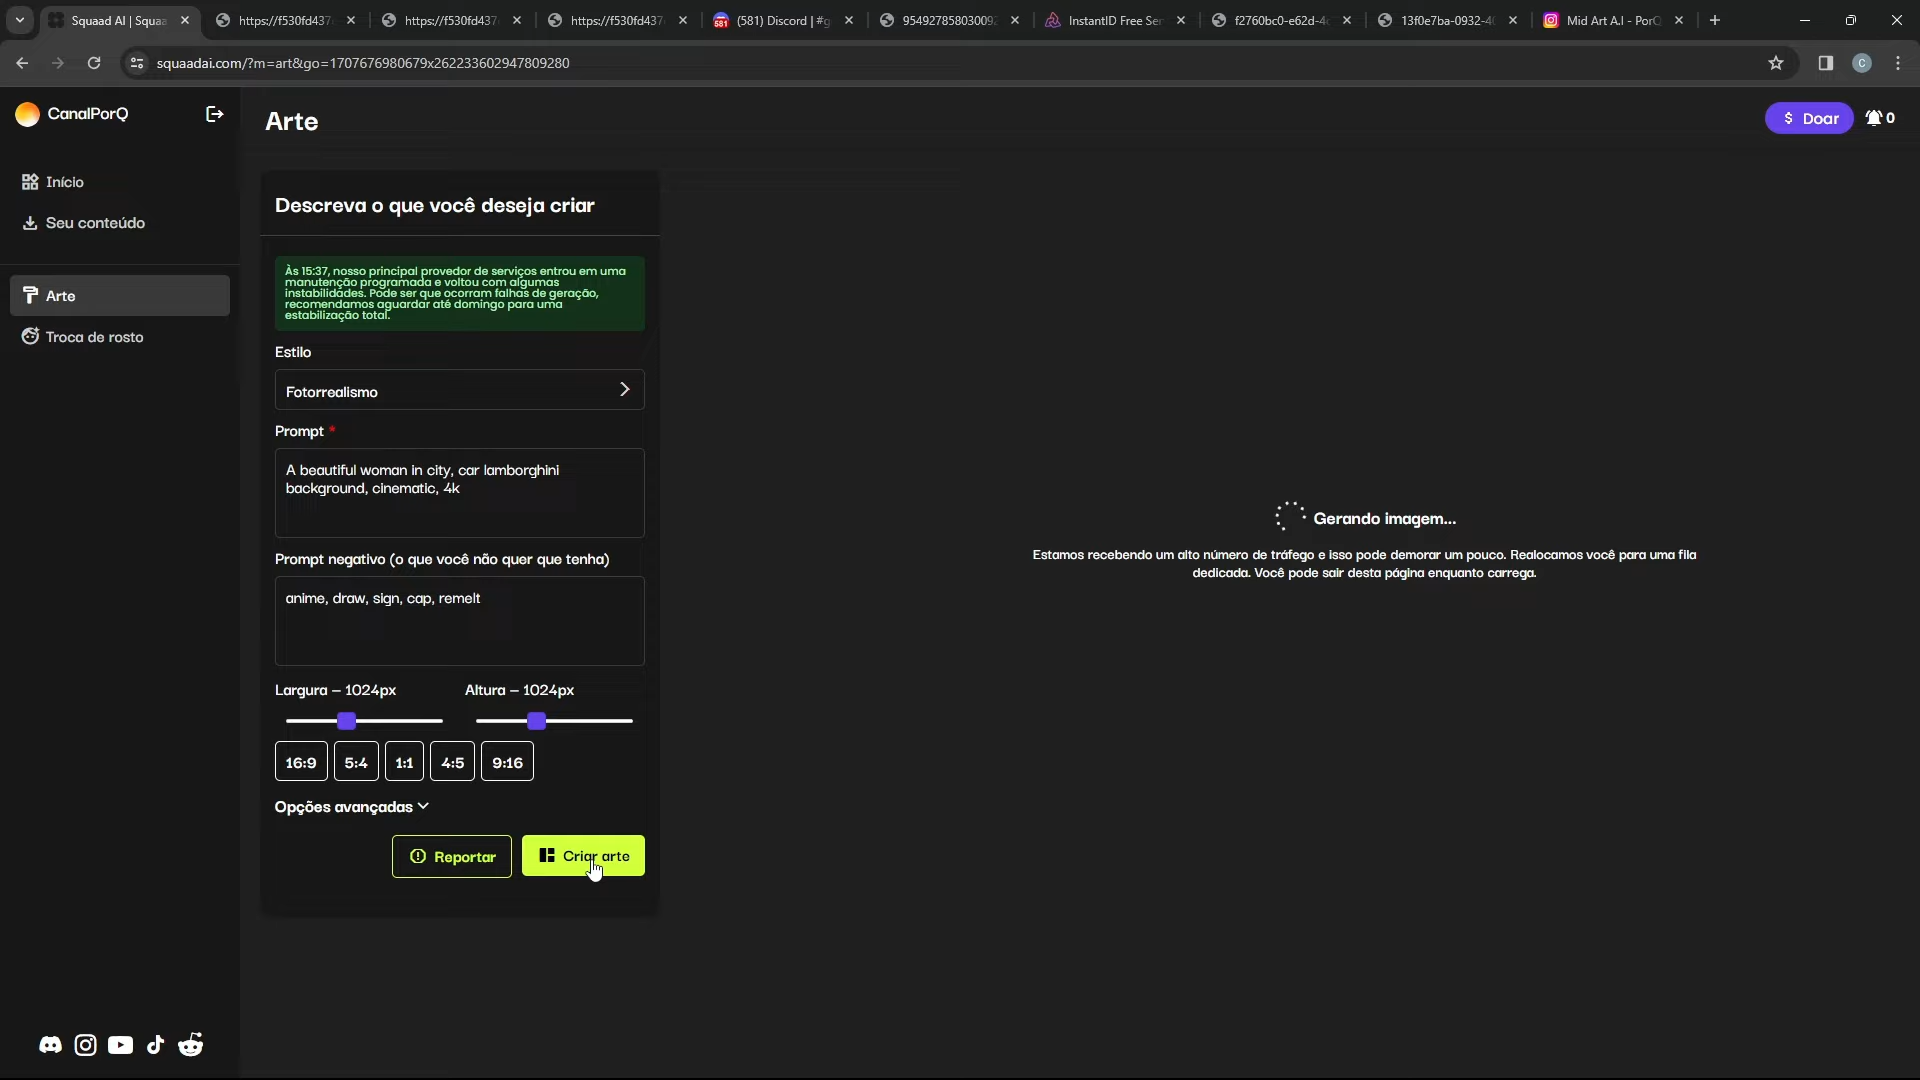 Squaad AI | Squaa
https://f530fd437
https://f530fd437
https://f530fd437
(581) Discord | #g
95492785803009
InstantID Free Ser
f2760bc0-e62d-4
13f0e7ba-0932-4
Mid Art A.I - PorQ
squaadai.com/?m=art&go=1707676980679x262233602947809280
C
CanalPorQ
Arte
$ Doar
0
Início
Seu conteúdo
Arte
Troca de rosto
Descreva o que você deseja criar
Às 15:37, nosso principal provedor de serviços entrou em uma
manutenção programada e voltou com algumas
instabilidades. Pode ser que ocorram falhas de geração,
recomendamos aguardar até domingo para uma
estabilização total.
Estilo
Fotorrealismo
Prompt *
A beautiful woman in city, car lamborghini
background, cinematic, 4k
Prompt negativo (o que você não quer que tenha)
anime, draw, sign, cap, remelt
Largura – 1024px
Altura – 1024px
16:9
5:4
1:1
4:5
9:16
Opções avançadas
Reportar
Criar arte
Gerando imagem...
Estamos recebendo um alto número de tráfego e isso pode demorar um pouco. Realocamos você para uma fila
dedicada. Você pode sair desta página enquanto carrega.